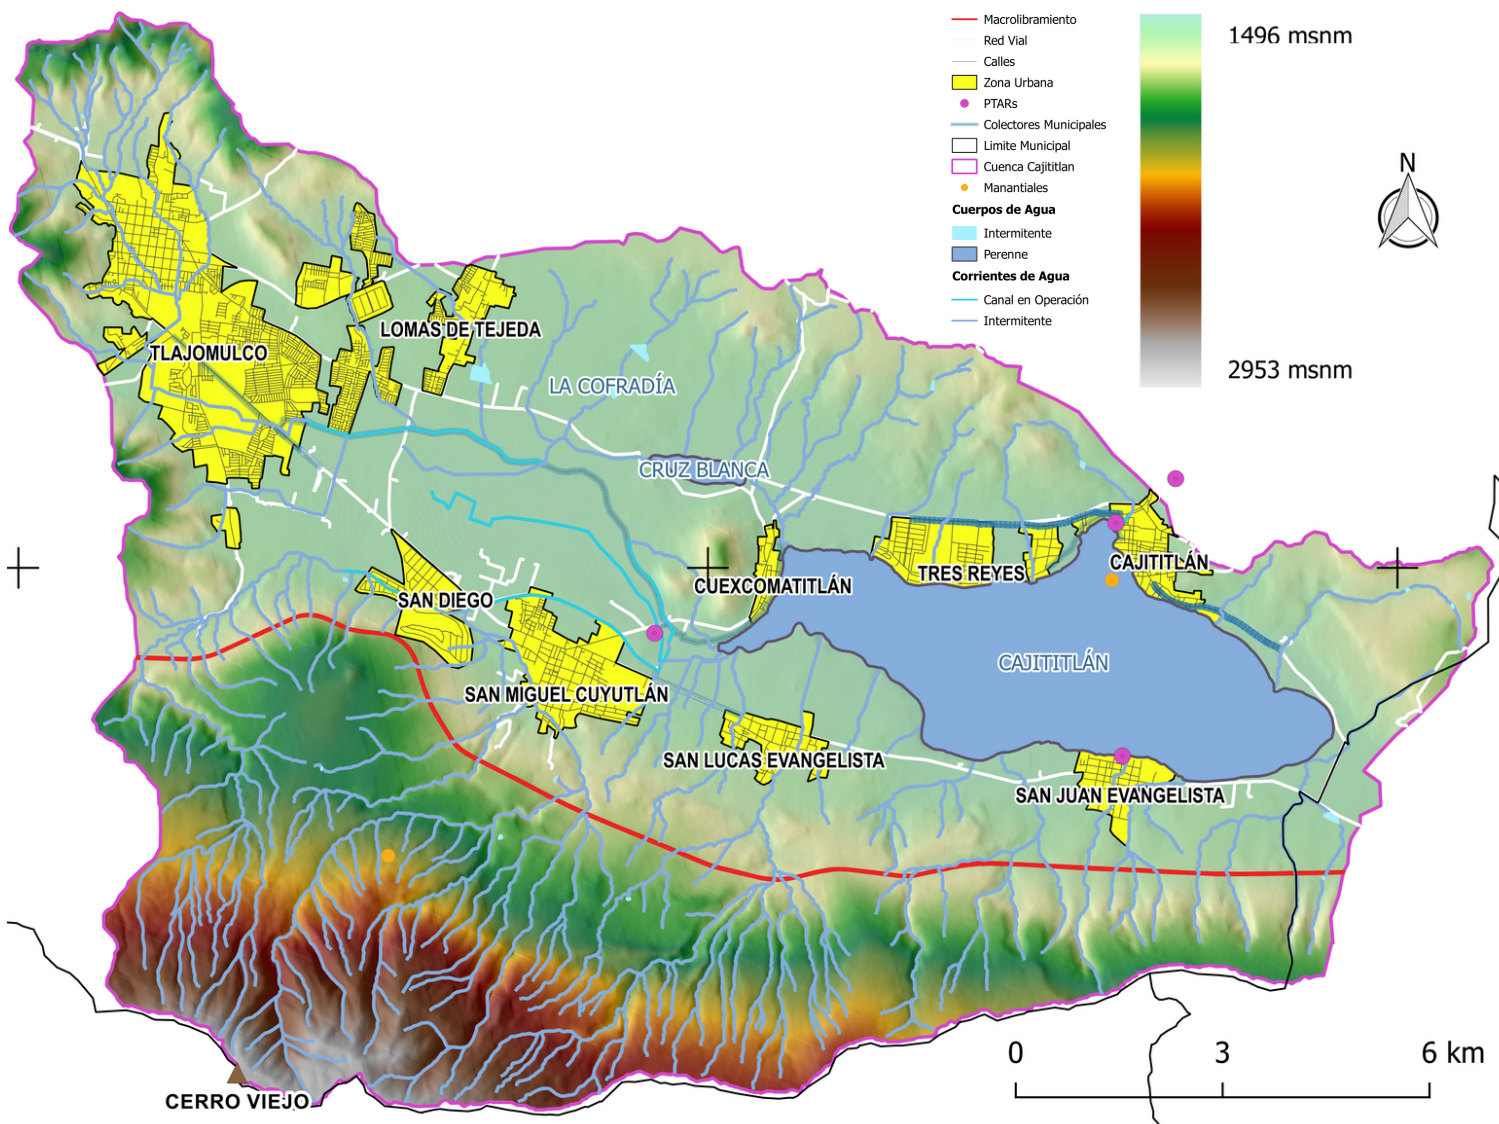 Macrolibramiento
Red Vial
Calles
Zona Urbana
PTARs
Colectores Municipales
Limite Municipal
Cuenca Cajititlan
Manantiales
Cuerpos de Agua
Intermitente
Perenne
Corrientes de Agua
Canal en Operación
Intermitente
1496 msnm
2953 msnm
N
LOMAS DE TEJEDA
TLAJOMULCO
LA COFRADÍA
CRUZ BLANCA
CAJITITLÁN
TRES REYES
CUEXCOMATITLÁN
SAN DIEGO
CAJITITLÁN
SAN MIGUEL CUYUTLÁN
SAN LUCAS EVANGELISTA
SAN JUAN EVANGELISTA
0 3 6 km
CERRO VIEJO